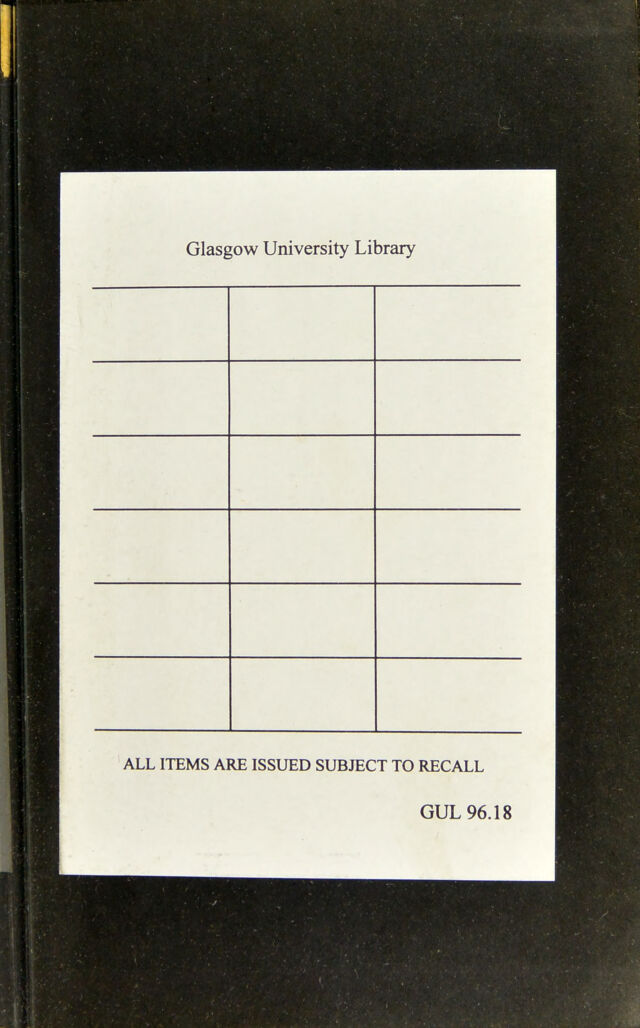 Glasgow University Library
ALL ITEMS ARE ISSUED SUBJECT TO RECALL
GUL 96.18